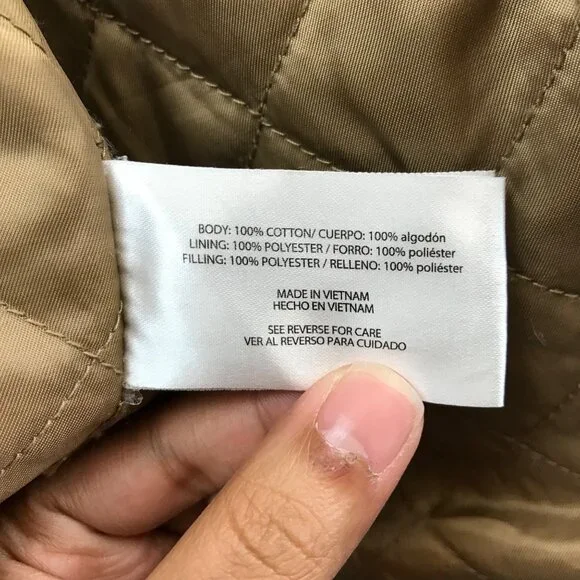 BODY: 100% COTTON/ CUERPO: 100% algodón
LINING: 100% POLYESTER / FORRO: 100% poliéster
FILLING: 100% POLYESTER / RELLENO: 100% poliéster
MADE IN VIETNAM
HECHO EN VIETNAM
SEE REVERSE FOR CARE
VER AL REVERSO PARA CUIDADO